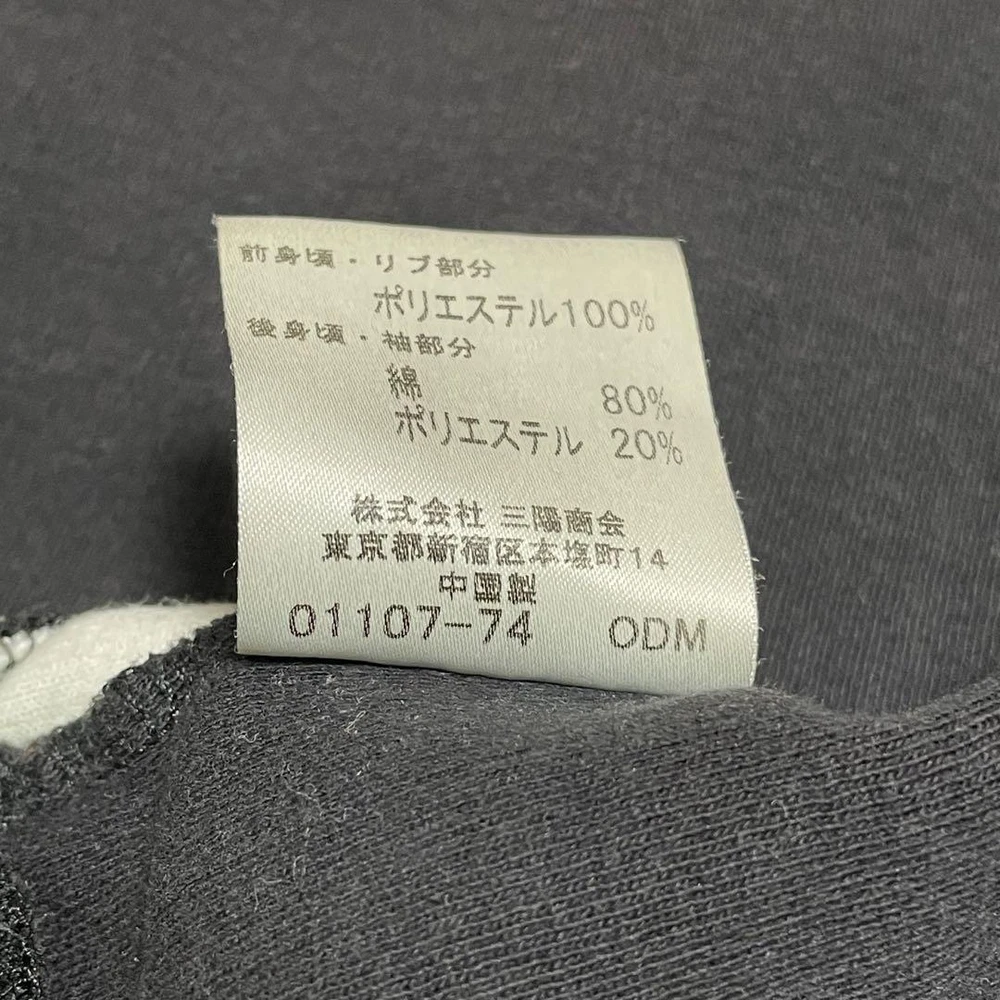 前身頃・リブ部分
ポリエステル100%
後身頃・袖部分
綿 80%
ポリエステル 20%
株式会社 三陽商会
東京都新宿区本塩町14
中国製
01107-74 ODM